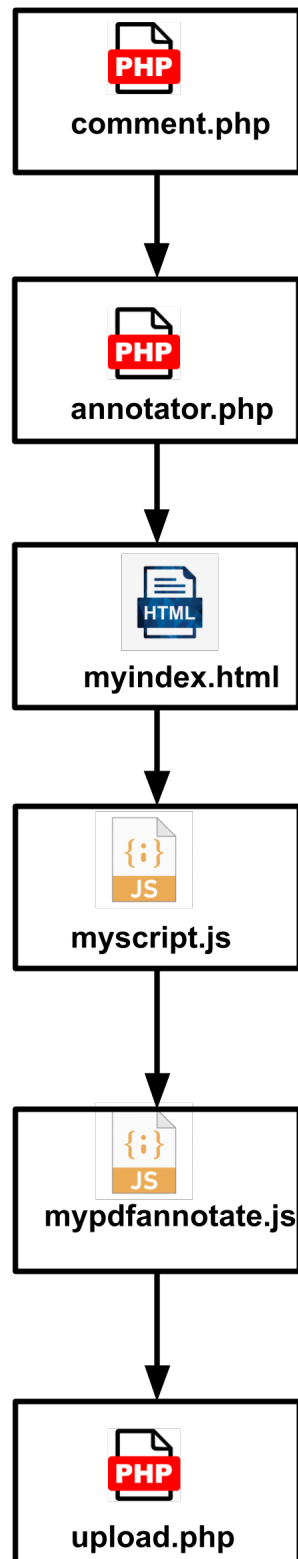 PHP
comment.php
PHP
annotator.php
HTML
myindex.html
{;}
JS
myscript.js
{;}
JS
mypdfannotate.js
PHP
upload.php